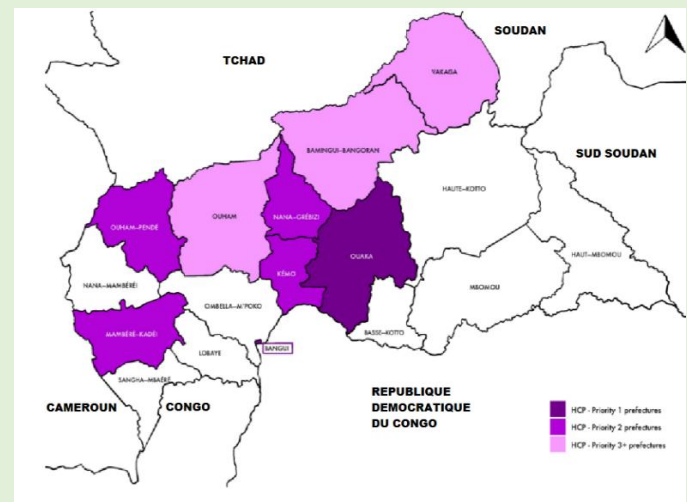 SOUDAN
TCHAD
VAKAGA
BAMINGUI-BANGORAN
SUD SOUDAN
HAUTE-KOTTO
OUHAM
NANA-GRÉBIZI
OUHAM-PENDÉ
OUAKA
HAUT-MBOMOU
KÉMO
NANA-MAMBÉRÉI
MBOMOU
OMBELLA-M'POKO
MAMBÉRÉ-KADÉI
BASSE-KOTTO
LOBAYE
BANGUI
SANGHA-MBAÉRÉ
REPUBLIQUE
DEMOCRATIQUE
DU CONGO
CAMEROUN
CONGO
HCP - Priority 1 prefectures
HCP - Priority 2 prefectures
HCP - Priority 3+ prefectures